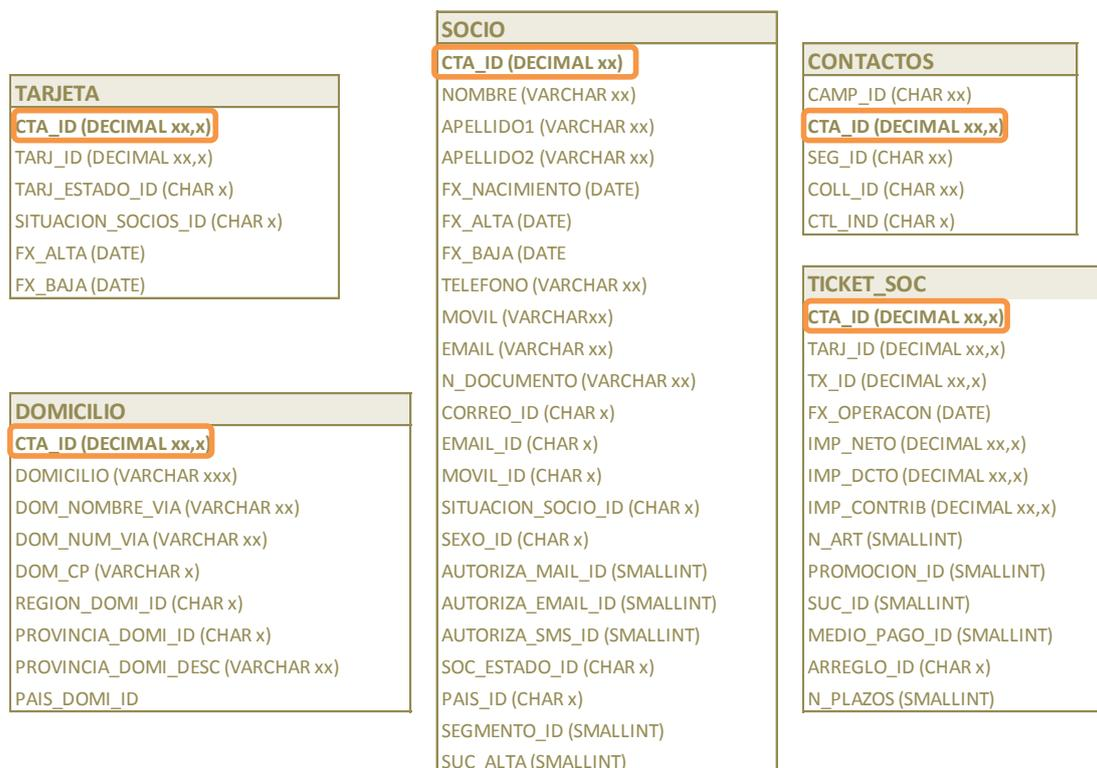 TARJETA
CTA_ID (DECIMAL xx,x)
TARJ_ID (DECIMAL xx,x)
TARJ_ESTADO_ID (CHAR x)
SITUACION_SOCIOS_ID (CHAR x)
FX_ALTA (DATE)
FX_BAJA (DATE)
DOMICILIO
CTA_ID (DECIMAL xx,x)
DOMICILIO (VARCHAR xxx)
DOM_NOMBRE_VIA (VARCHAR xx)
DOM_NUM_VIA (VARCHAR xx)
DOM_CP (VARCHAR x)
REGION_DOMI_ID (CHAR x)
PROVINCIA_DOMI_ID (CHAR x)
PROVINCIA_DOMI_DESC (VARCHAR xx)
PAIS_DOMI_ID
SOCIO
CTA_ID (DECIMAL xx)
NOMBRE (VARCHAR xx)
APELLIDO1 (VARCHAR xx)
APELLIDO2 (VARCHAR xx)
FX_NACIMIENTO (DATE)
FX_ALTA (DATE)
FX_BAJA (DATE
TELEFONO (VARCHAR xx)
MOVIL (VARCHARxx)
EMAIL (VARCHAR xx)
N_DOCUMENTO (VARCHAR xx)
CORREO_ID (CHAR x)
EMAIL_ID (CHAR x)
MOVIL_ID (CHAR x)
SITUACION_SOCIO_ID (CHAR x)
SEXO_ID (CHAR x)
AUTORIZA_MAIL_ID (SMALLINT)
AUTORIZA_EMAIL_ID (SMALLINT)
AUTORIZA_SMS_ID (SMALLINT)
SOC_ESTADO_ID (CHAR x)
PAIS_ID (CHAR x)
SEGMENTO_ID (SMALLINT)
SUC_ALTA (SMALLINT)
CONTACTOS
CAMP_ID (CHAR xx)
CTA_ID (DECIMAL xx,x)
SEG_ID (CHAR xx)
COLL_ID (CHAR xx)
CTL_IND (CHAR x)
TICKET_SOC
CTA_ID (DECIMAL xx,x)
TARJ_ID (DECIMAL xx,x)
TX_ID (DECIMAL xx,x)
FX_OPERACON (DATE)
IMP_NETO (DECIMAL xx,x)
IMP_DCTO (DECIMAL xx,x)
IMP_CONTRIB (DECIMAL xx,x)
N_ART (SMALLINT)
PROMOCION_ID (SMALLINT)
SUC_ID (SMALLINT)
MEDIO_PAGO_ID (SMALLINT)
ARREGLO_ID (CHAR x)
N_PLAZOS (SMALLINT)